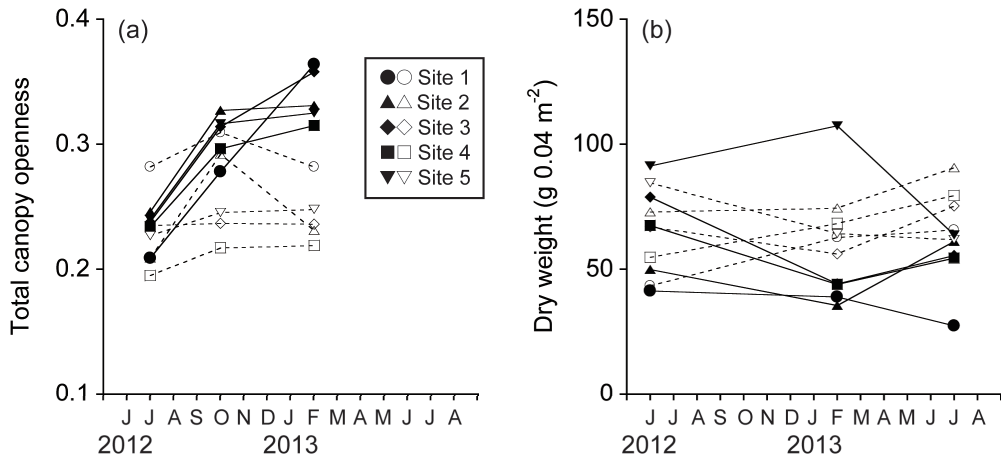 (a)
Total canopy openness
0.4
0.3
0.2
0.1
J J A S O N D J F M A M J J A
2012 2013
Site 1
Site 2
Site 3
Site 4
Site 5
(b)
Dry weight (g 0.04 m⁻²)
150
100
50
0
J J A S O N D J F M A M J J A
2012 2013